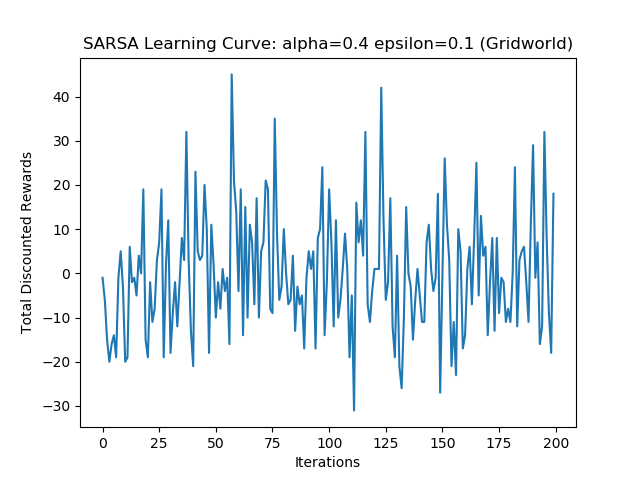 SARSA Learning Curve: alpha=0.4 epsilon=0.1 (Gridworld)
Total Discounted Rewards
40
30
20
10
0
−10
−20
−30
0 25 50 75 100 125 150 175 200
Iterations